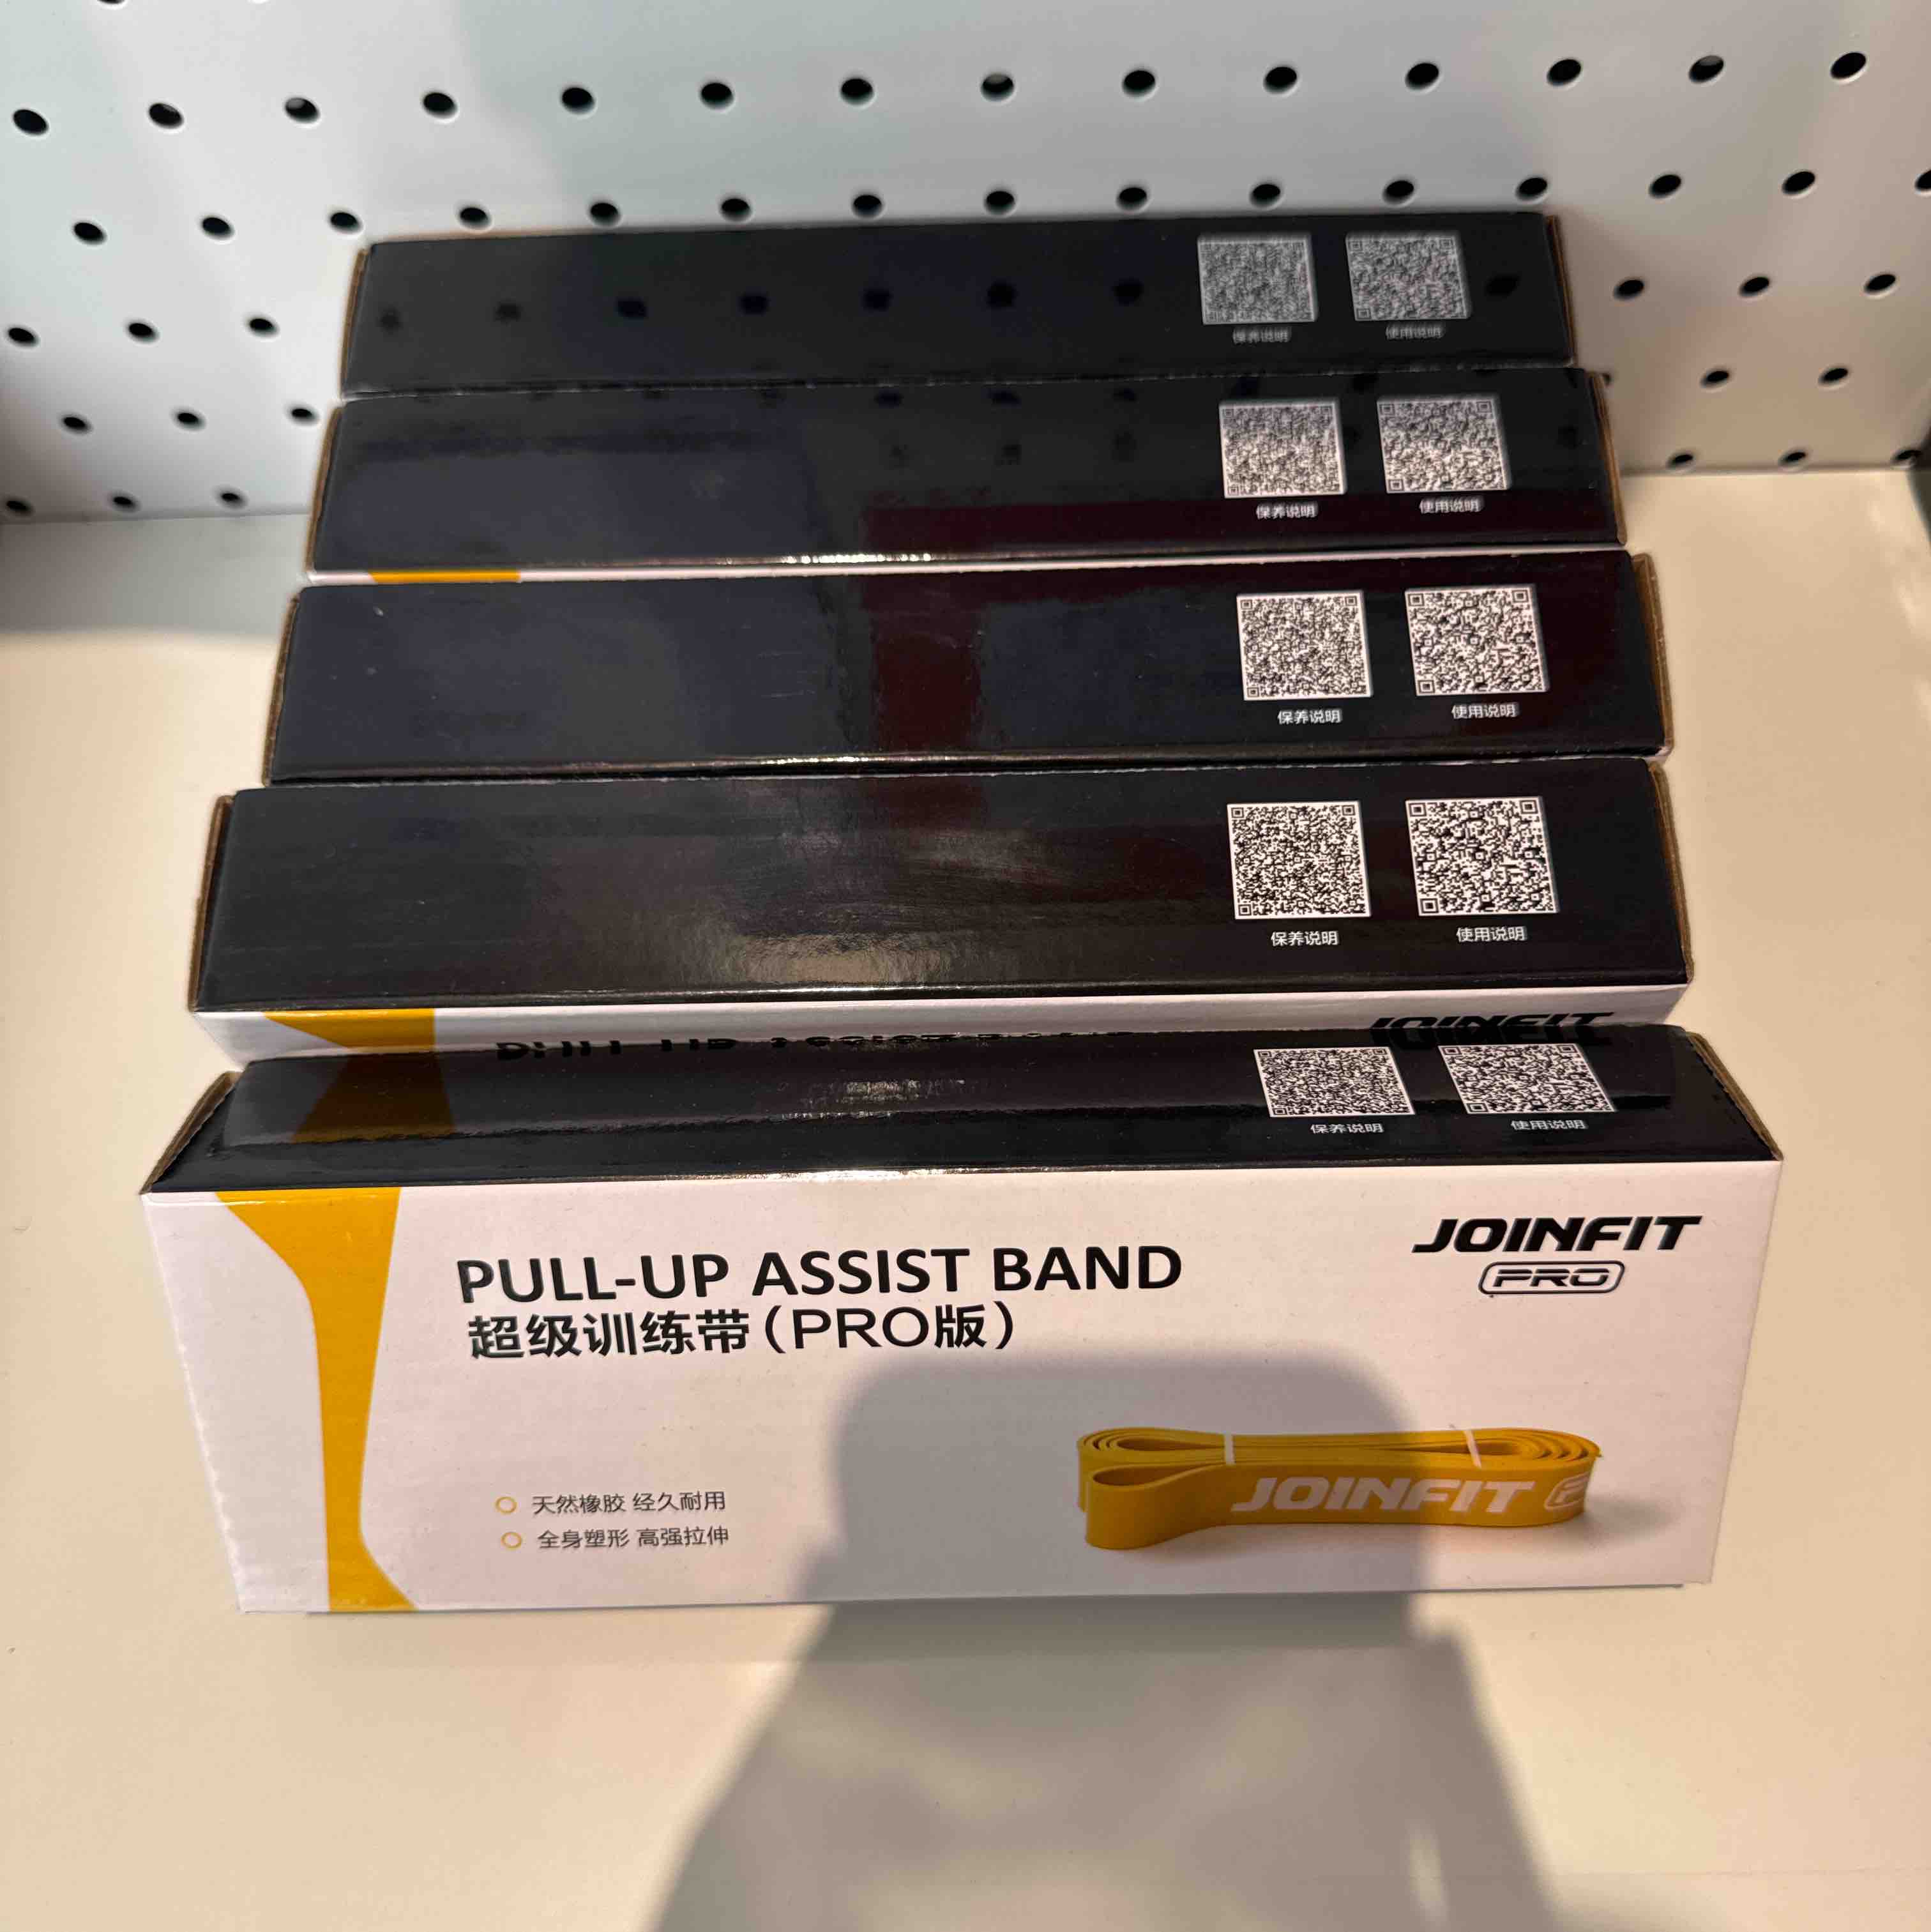 保养说明 使用说明
保养说明 使用说明
保养说明 使用说明
保养说明 使用说明
JOINFIT
保养说明 使用说明
PULL-UP ASSIST BAND
超级训练带(PRO版)
JOINFIT
PRO
天然橡胶 经久耐用
全身塑形 高强拉伸
JOINFIT